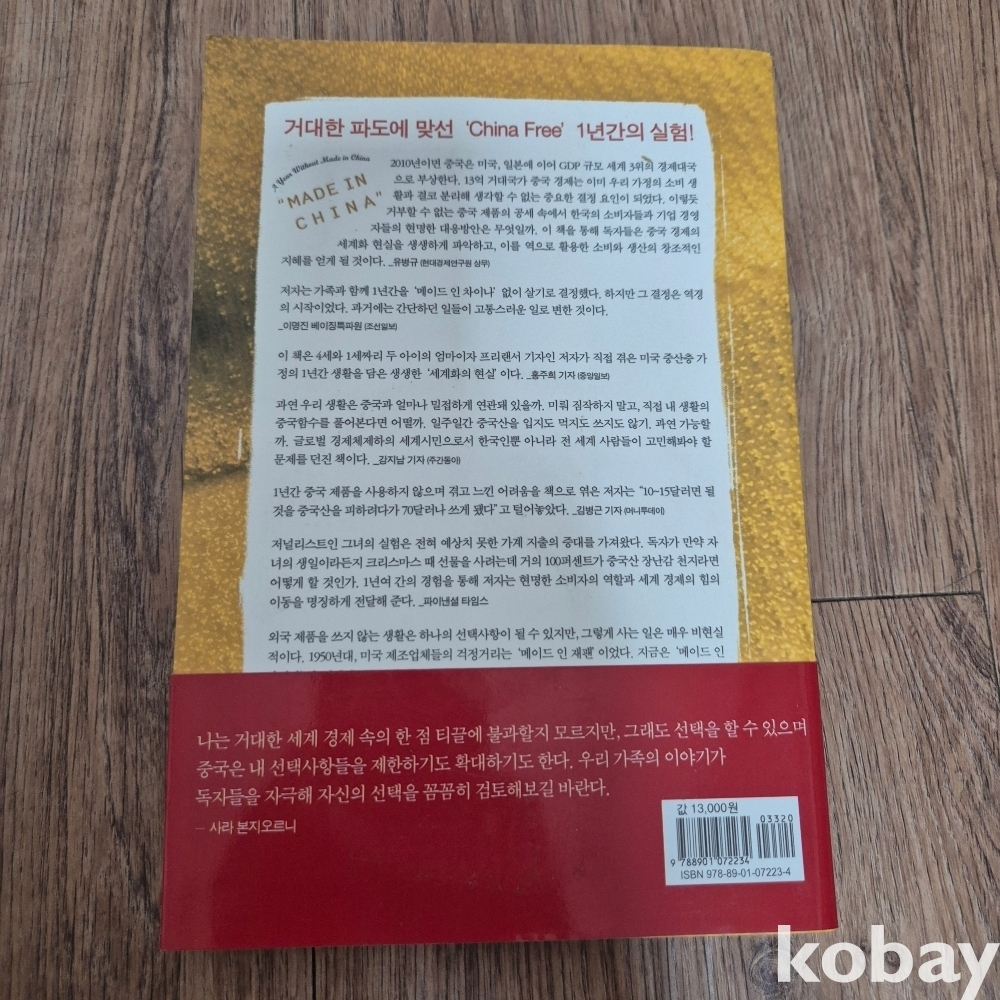 거대한 파도에 맞선 ‘China Free’ 1년간의 실험!
A Year Without Made in China
"MADE IN
CHINA"
2010년이면 중국은 미국, 일본에 이어 GDP 규모 세계 3위의 경제대국
으로 부상한다. 13억 거대국가 중국 경제는 이미 우리 가정의 소비 생
활과 결코 분리해 생각할 수 없는 중요한 결정 요인이 되었다. 이렇듯
거부할 수 없는 중국 제품의 공세 속에서 한국의 소비자들과 기업 경영
자들의 현명한 대응방안은 무엇일까. 이 책을 통해 독자들은 중국 경제의
세계화 현실을 생생하게 파악하고, 이를 역으로 활용한 소비와 생산의 창조적인
지혜를 얻게 될 것이다. _유병규 (현대경제연구원 상무)
저자는 가족과 함께 1년간을 ‘메이드 인 차이나’ 없이 살기로 결정했다. 하지만 그 결정은 역경
의 시작이었다. 과거에는 간단하던 일들이 고통스러운 일로 변한 것이다.
_이명진 베이징특파원 (조선일보)
이 책은 4세와 1세짜리 두 아이의 엄마이자 프리랜서 기자인 저자가 직접 겪은 미국 중산층 가
정의 1년간 생활을 담은 생생한 ‘세계화의 현실’이다. _홍주희 기자 (중앙일보)
과연 우리 생활은 중국과 얼마나 밀접하게 연관돼 있을까. 미뤄 짐작하지 말고, 직접 내 생활의
중국함수를 풀어본다면 어떨까. 일주일간 중국산을 입지도 먹지도 쓰지도 않기. 과연 가능할
까. 글로벌 경제체제하의 세계시민으로서 한국인뿐 아니라 전 세계 사람들이 고민해봐야 할
문제를 던진 책이다. _김지남 기자 (주간동아)
1년간 중국 제품을 사용하지 않으며 겪고 느낀 어려움을 책으로 엮은 저자는 “10~15달러면 될
것을 중국산을 피하려다가 70달러나 쓰게 됐다”고 털어놓았다. _김병근 기자 (머니투데이)
저널리스트인 그녀의 실험은 전혀 예상치 못한 가계 지출의 증대를 가져왔다. 독자가 만약 자
녀의 생일이라든지 크리스마스 때 선물을 사려는데 거의 100퍼센트가 중국산 장난감 천지라면
어떻게 할 것인가. 1년여 간의 경험을 통해 저자는 현명한 소비자의 역할과 세계 경제의 힘의
이동을 명징하게 전달해 준다. _파이낸셜 타임스
외국 제품을 쓰지 않는 생활은 하나의 선택사항이 될 수 있지만, 그렇게 사는 일은 매우 비현실
적이다. 1950년대, 미국 제조업체들의 걱정거리는 ‘메이드 인 재팬’이었다. 지금은 ‘메이드 인
나는 거대한 세계 경제 속의 한 점 티끌에 불과할지 모르지만, 그래도 선택을 할 수 있으며
중국은 내 선택사항들을 제한하기도 확대하기도 한다. 우리 가족의 이야기가
독자들을 자극해 자신의 선택을 꼼꼼히 검토해보길 바란다.
– 사라 본지오르니
값 13,000원
03320
9 788901 072234
ISBN 978-89-01-07223-4
kobay